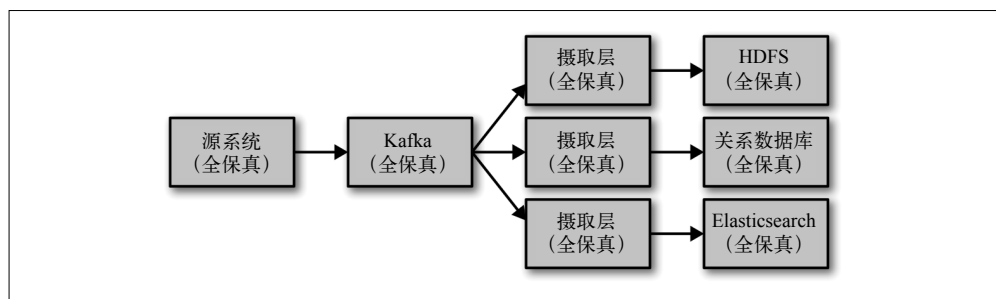 源系统
（全保真）
Kafka
（全保真）
摄取层
（全保真）
HDFS
（全保真）
摄取层
（全保真）
关系数据库
（全保真）
摄取层
（全保真）
Elasticsearch
（全保真）